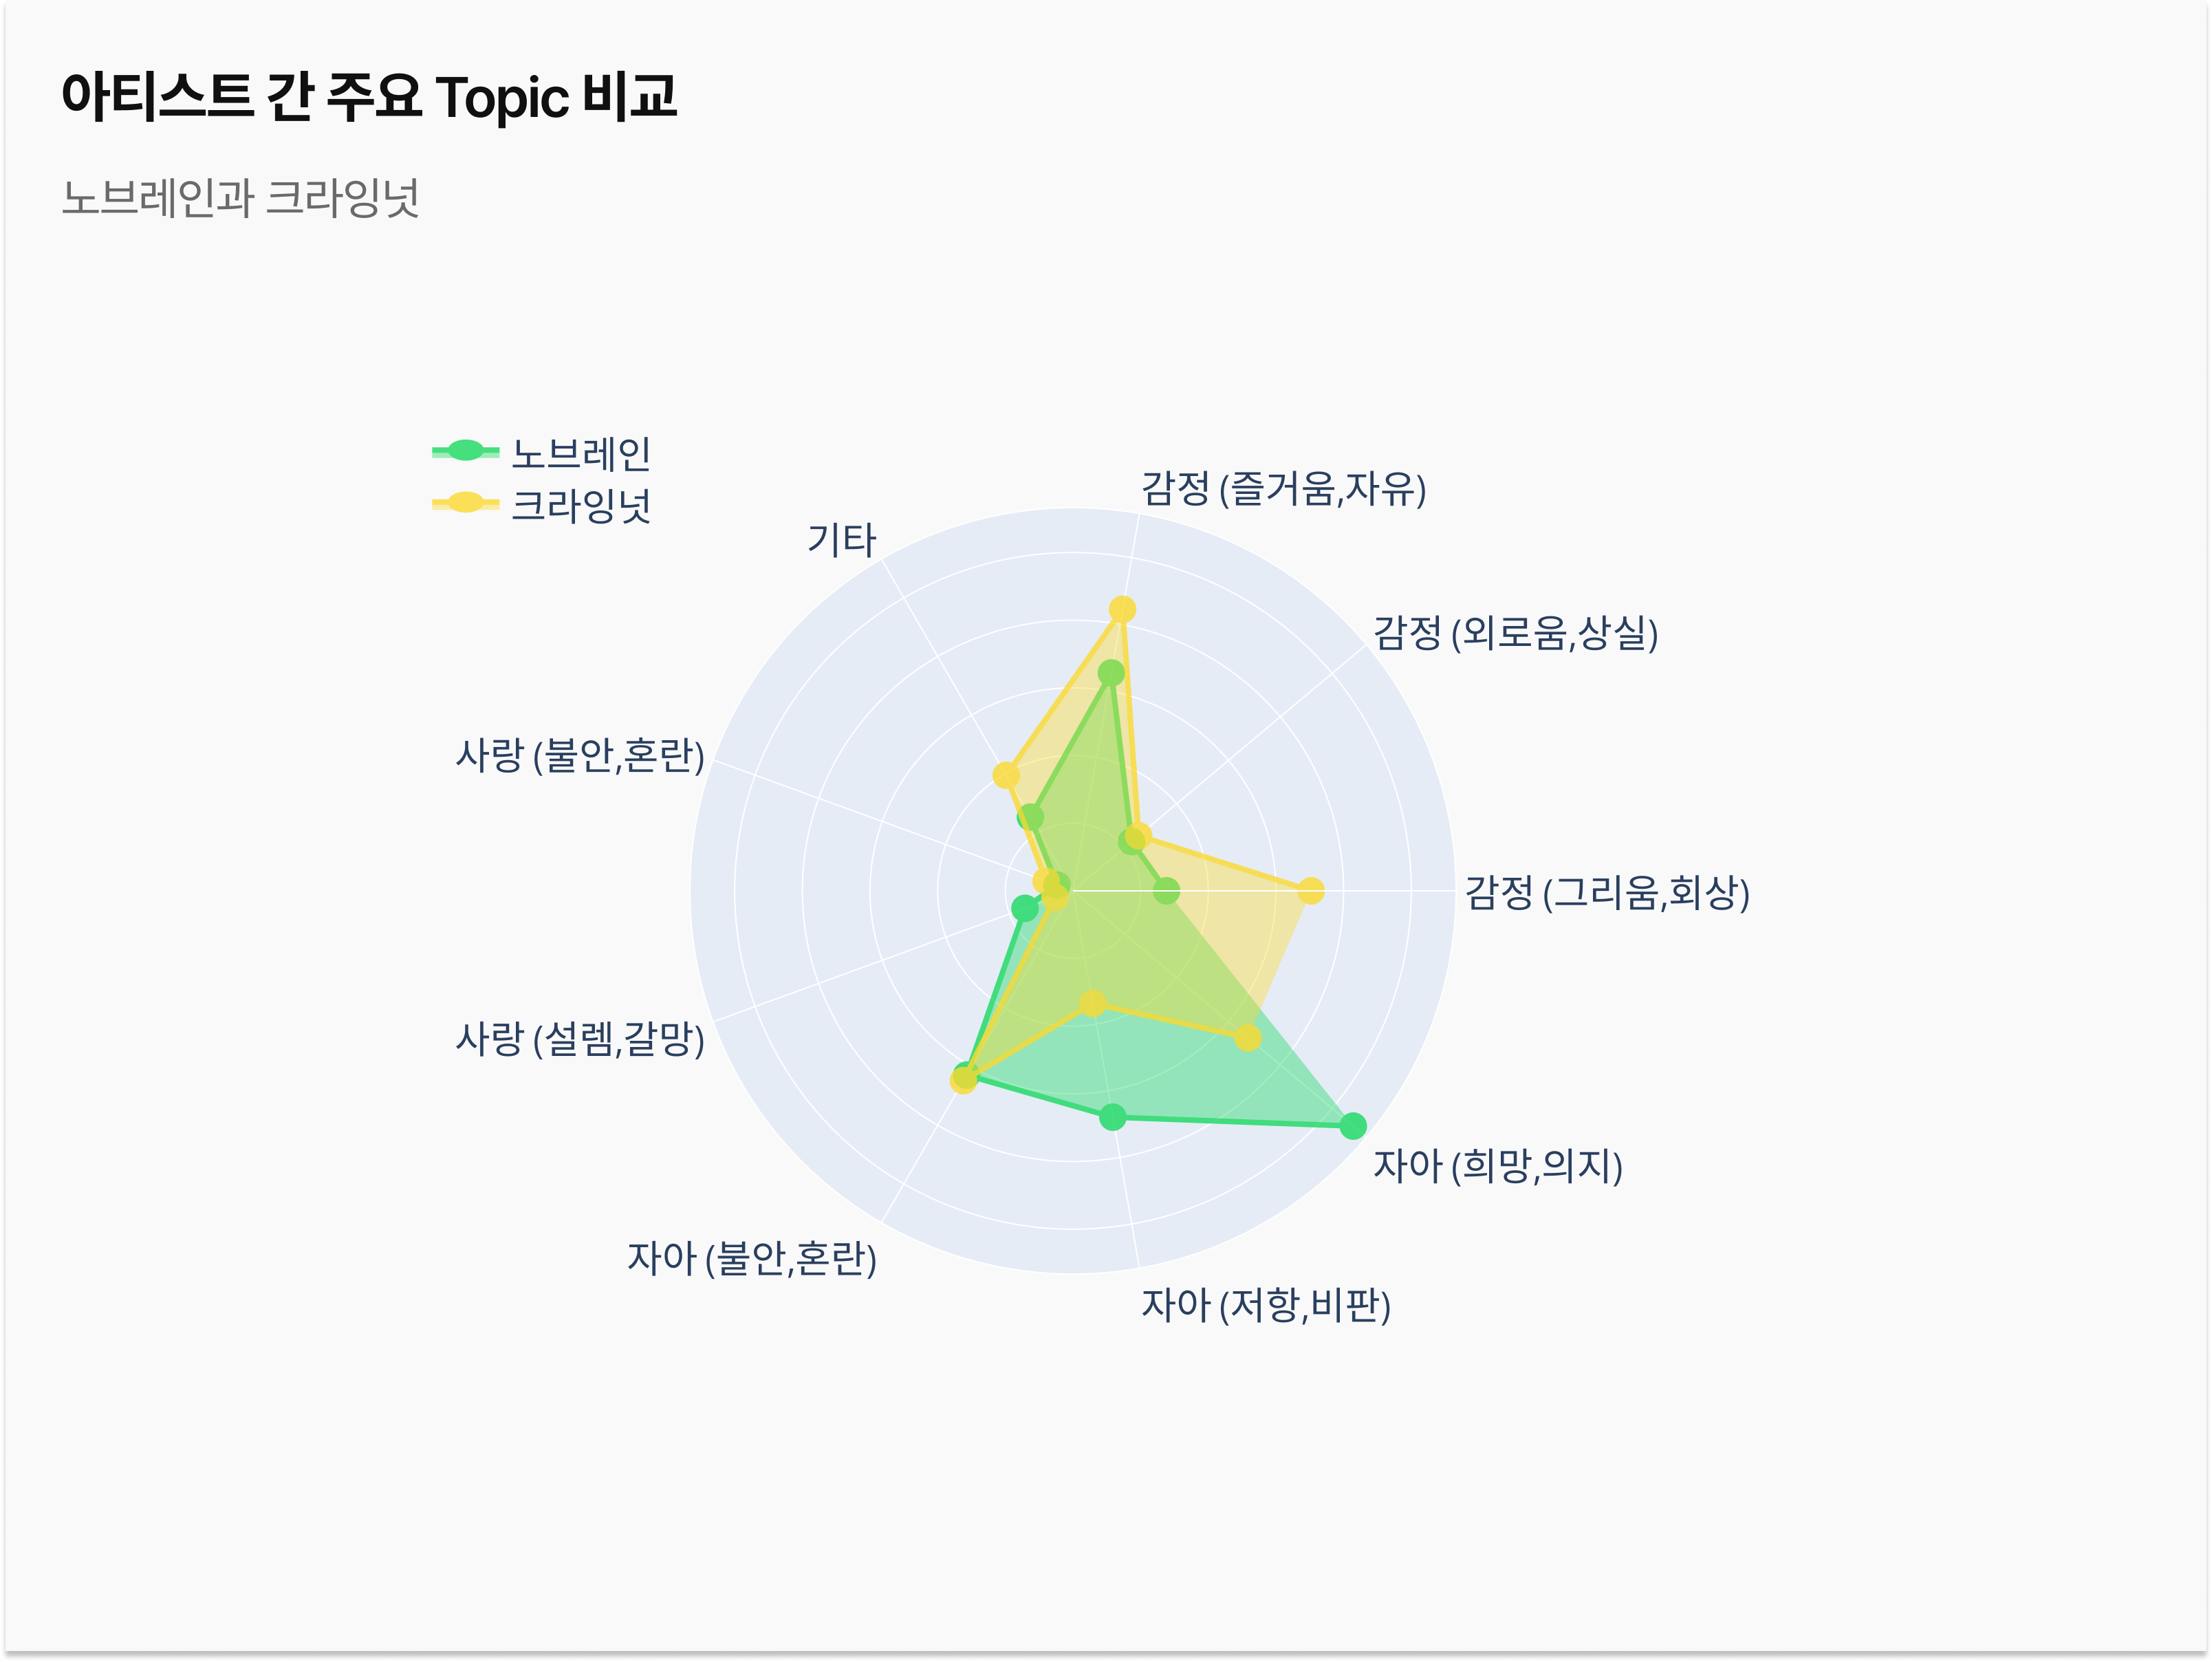 아티스트 간 주요 Topic 비교
노브레인과 크라잉넛
노브레인
크라잉넛
감정 (즐거움,자유)
기타
감정 (외로움,상실)
사랑 (불안,혼란)
감정 (그리움,회상)
사랑 (설렘,갈망)
자아 (희망,의지)
자아 (불안,혼란)
자아 (저항,비판)